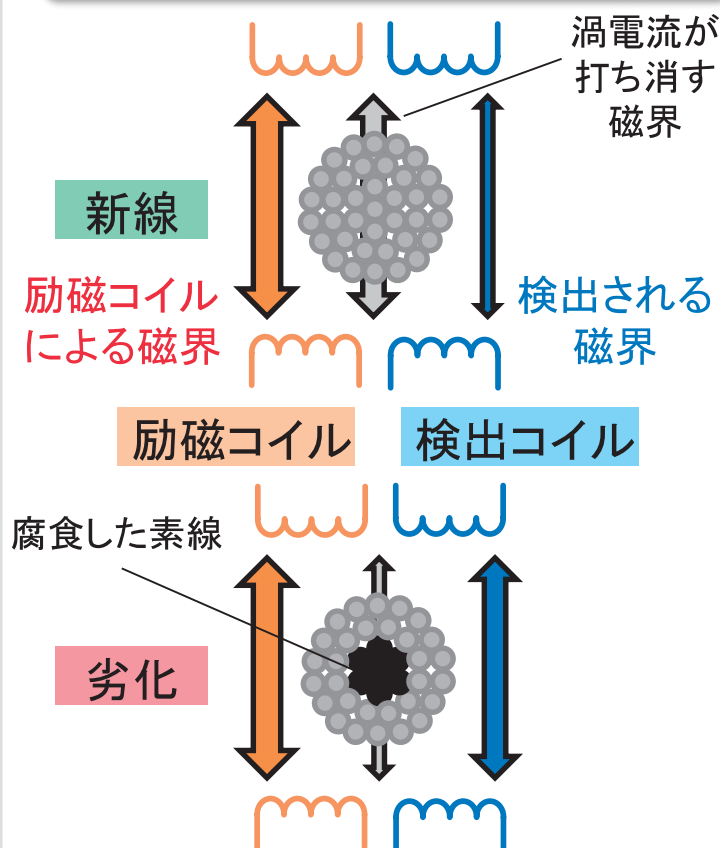 渦電流が
打ち消す
磁界
新線
励磁コイル
による磁界
検出される
磁界
励磁コイル
検出コイル
腐食した素線
劣化